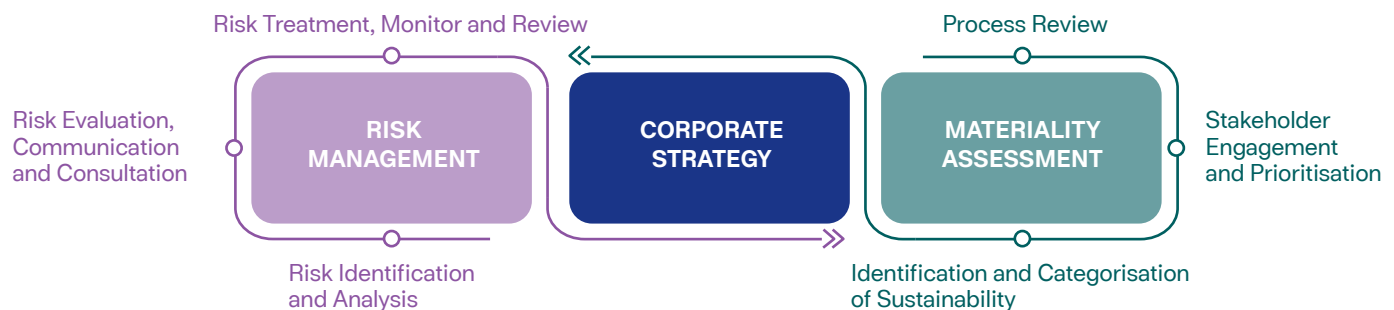 Risk Treatment, Monitor and Review
Process Review
Risk Evaluation,
Communication
and Consultation
RISK
MANAGEMENT
CORPORATE
STRATEGY
MATERIALITY
ASSESSMENT
Stakeholder
Engagement
and Prioritisation
Risk Identification
and Analysis
Identification and Categorisation
of Sustainability